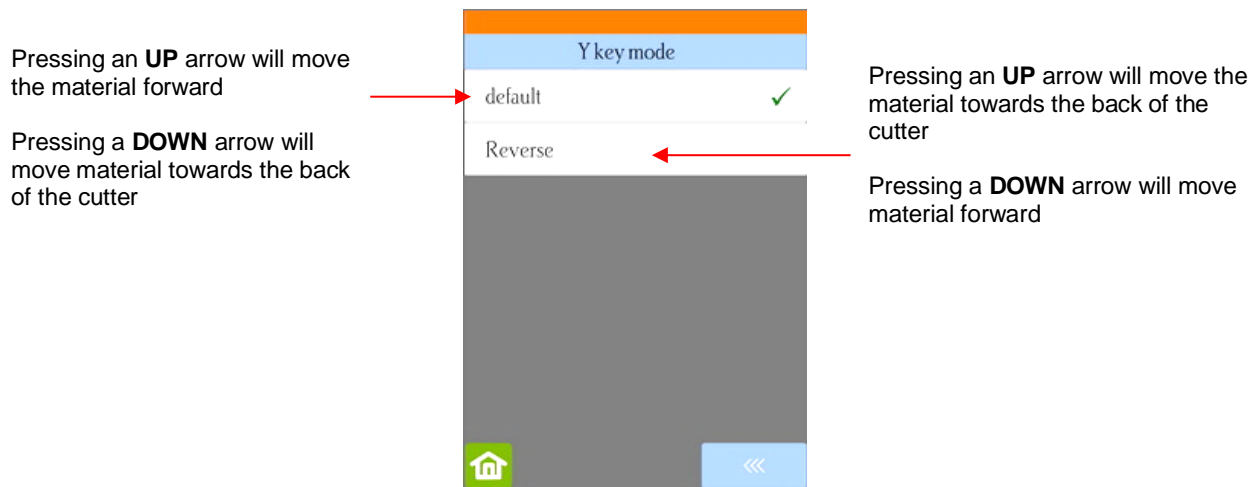 Pressing an UP arrow will move
the material forward
Pressing a DOWN arrow will
move material towards the back
of the cutter
Y key mode
default
Reverse
Pressing an UP arrow will move the
material towards the back of the
cutter
Pressing a DOWN arrow will move
material forward